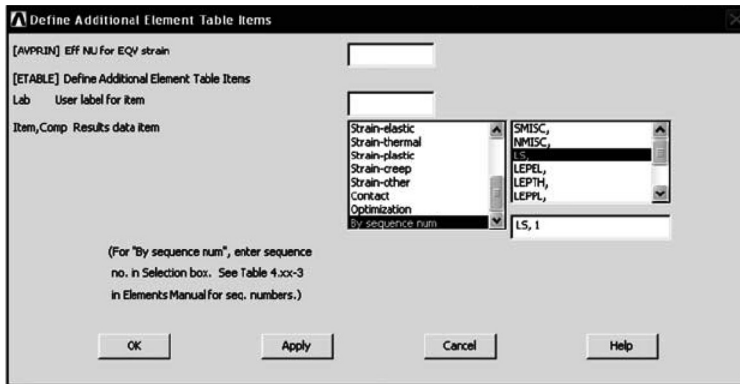 Define Additional Element Table Items
[AVPRIN] Eff NU for EQV strain
[ETABLE] Define Additional Element Table Items
Lab User label for item
Item,Comp Results data item
Strain-elastic
Strain-thermal
Strain-plastic
Strain-creep
Strain-other
Contact
Optimization
By sequence num
SMISC,
NMISC,
LS,
LEPEL,
LEPTH,
LEPPL,
LS, 1
(For "By sequence num", enter sequence
no. in Selection box. See Table 4.xx-3
in Elements Manual for seq. numbers.)
OK Apply Cancel Help